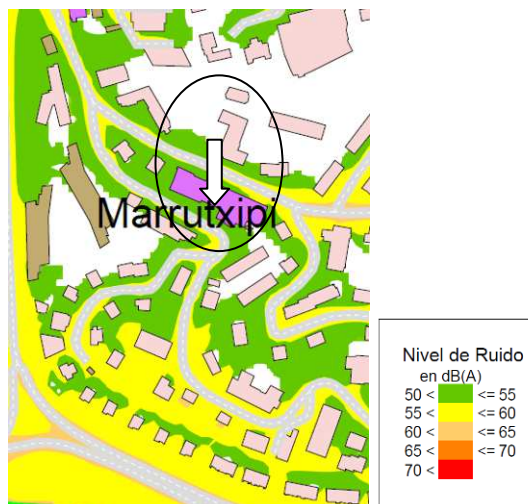 Marrutxipi
Nivel de Ruido
en dB(A)
50 < <= 55
55 < <= 60
60 < <= 65
65 < <= 70
70 <